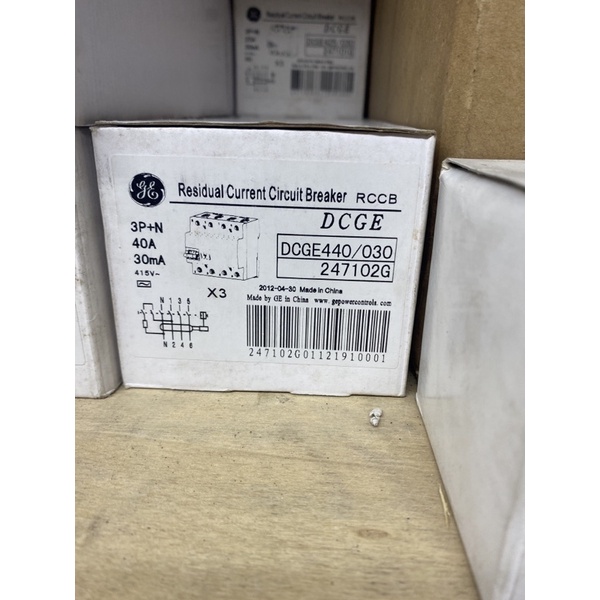 GE
Residual Current Circuit Breaker RCCB
DCGE
GE
Residual Current Circuit Breaker RCCB
DCGE
3P+N
40A
30mA
415V~
DCGE440/030
247102G
X3
2012-04-30 Made in China
Made by GE in China www.gepowercontrols.com
N 1 3 5
N 2 4 6
247102G01121910001